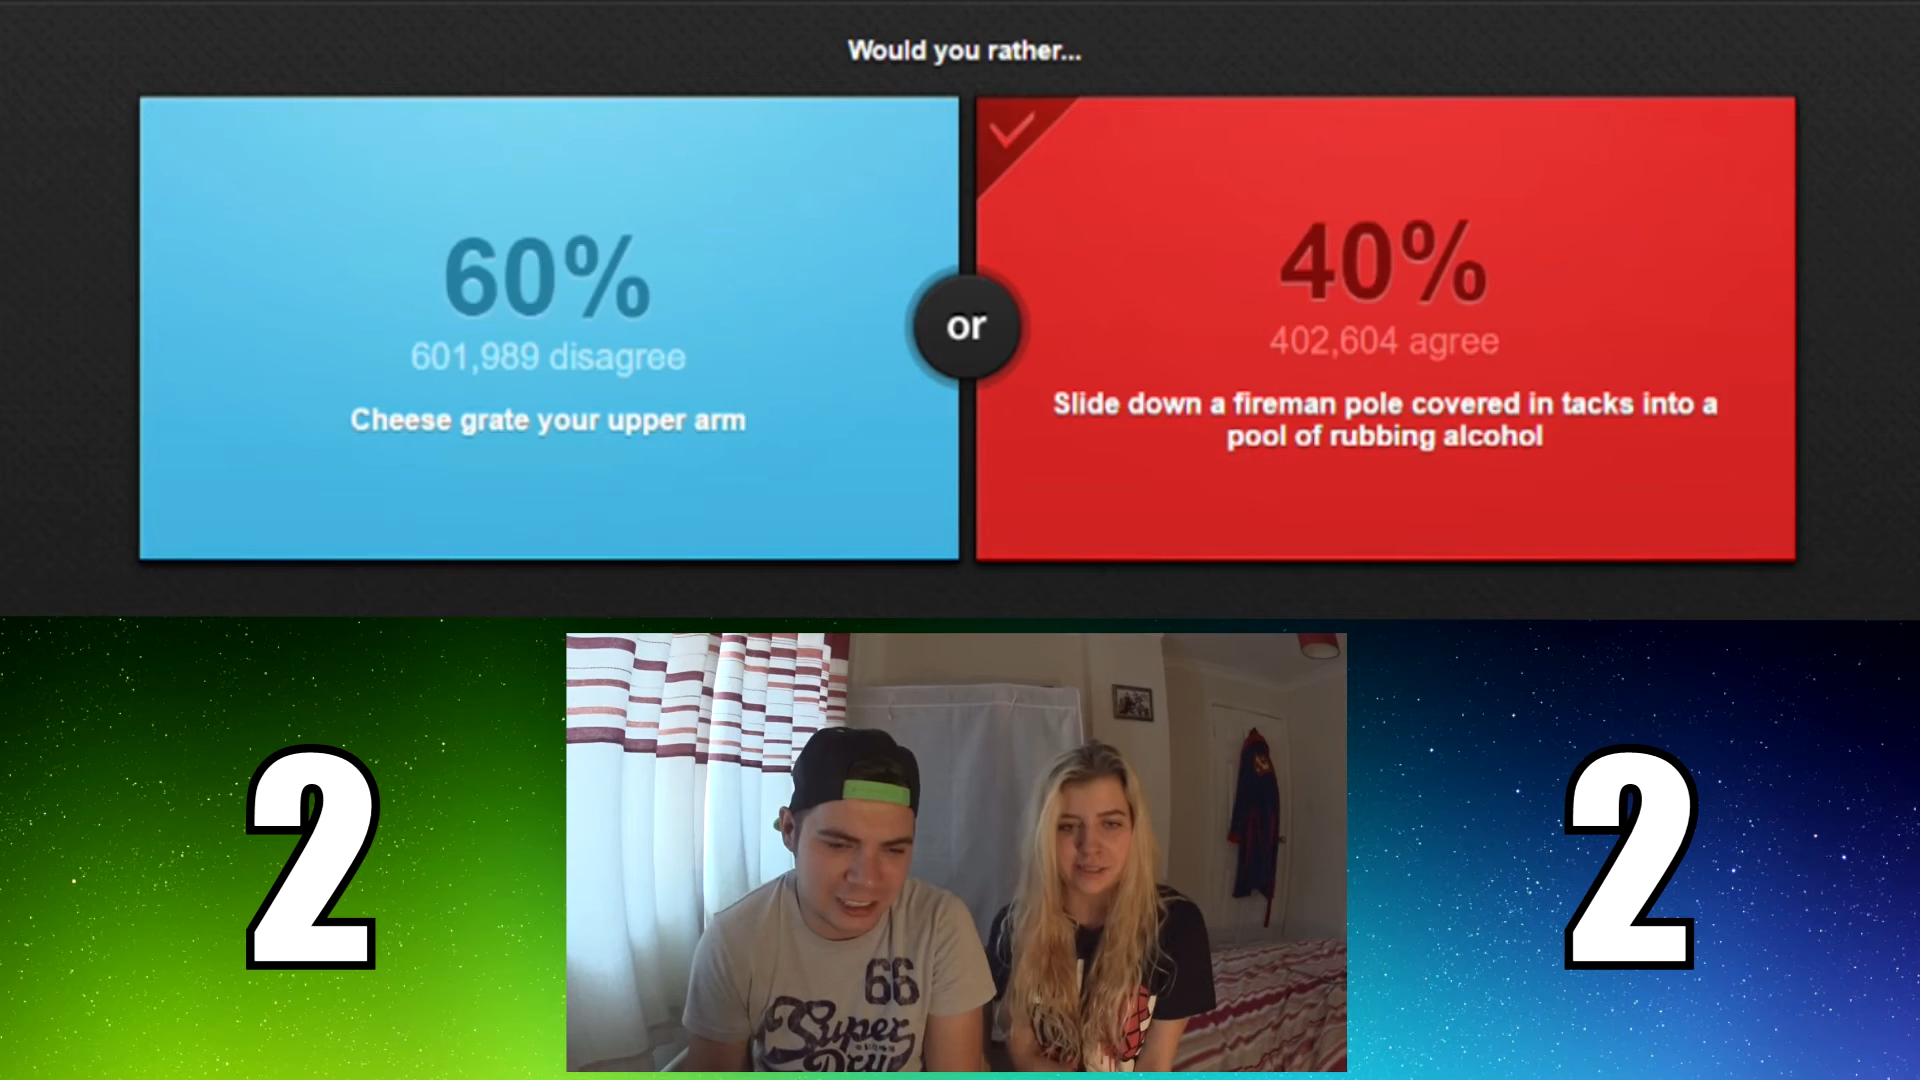 Would you rather...
60%
601,989 disagree
Cheese grate your upper arm
or
40%
402,604 agree
Slide down a fireman pole covered in tacks into a
pool of rubbing alcohol
2
2
66
Super
Dry